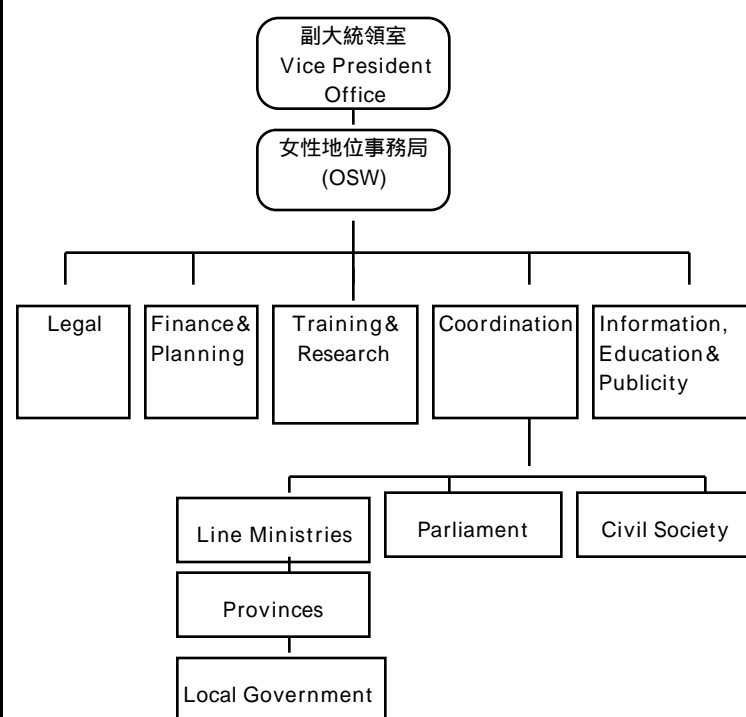 副大統領室
Vice President
Office
女性地位事務局
(OSW)
Legal
Finance&
Planning
Training&
Research
Coordination
Information,
Education&
Publicity
Line Ministries
Parliament
Civil Society
Provinces
Local Government